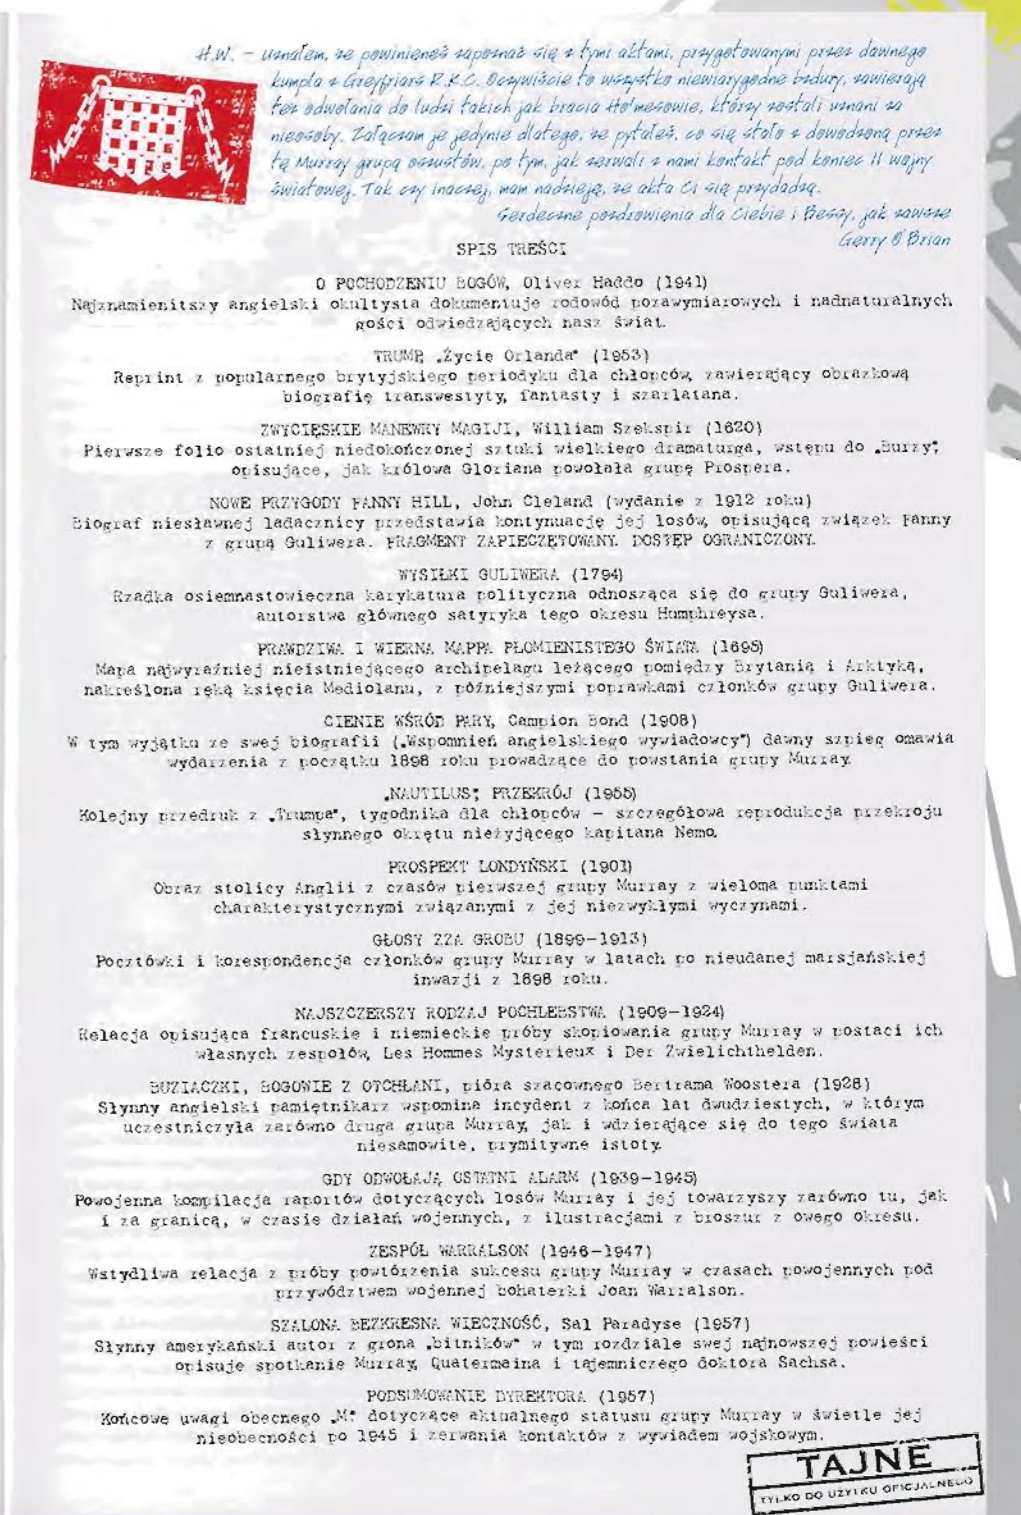 H.W. – Uznałem, że powinieneś zapoznać się z tymi aktami, przygotowanymi przez dawnego
kumpla z Greyfriars R.K.C. Oczywiście to wszystko niewiarygodne bzdury, zawierają
też odwołania do ludzi takich jak bracia Holmesowie, którzy zostali uznani za
nieosoby. Załączam je jedynie dlatego, że pytałeś, co się stało z dowodzoną przez
tę Murray grupą oszustów, po tym, jak zerwali z nami kontakt pod koniec II wojny
światowej. Tak czy inaczej, mam nadzieję, że akta Ci się przydadzą.
Serdeczne pozdrowienia dla Ciebie i Bessy, jak zawsze
Gerry O'Brian
SPIS TREŚCI
O POCHODZENIU BOGÓW, Oliver Haddo (1941)
Najznamienitszy angielski okultysta dokumentuje rodowód pozawymiarowych i nadnaturalnych
gości odwiedzających nasz świat.
TRUMP, „Życie Orlanda" (1953)
Reprint z popularnego brytyjskiego periodyku dla chłopców, zawierający obrazkową
biografię transwestyty, fantasty i szarlatana.
ZWYCIĘSKIE MANEWRY MAGIJI, William Szekspir (1620)
Pierwsze folio ostatniej niedokończonej sztuki wielkiego dramaturga, wstępu do „Burzy",
opisujące, jak królowa Gloriana powołała grupę Prospera.
NOWE PRZYGODY FANNY HILL, John Cleland (wydanie z 1912 roku)
Biograf niesławnej ladacznicy przedstawia kontynuację jej losów, opisującą związek Fanny
z grupą Guliwera. FRAGMENT ZAPIECZĘTOWANY. DOSTĘP OGRANICZONY.
WYSIŁKI GULIWERA (1794)
Rzadka osiemnastowieczna karykatura polityczna odnosząca się do grupy Guliwera,
autorstwa głównego satyryka tego okresu Humphreysa.
PRAWDZIWA I WIERNA MAPPA PŁOMIENISTEGO ŚWIATA (1695)
Mapa najwyraźniej nieistniejącego archipelagu leżącego pomiędzy Brytanią i Arktyką,
nakreślona ręką księcia Mediolanu, z późniejszymi poprawkami członków grupy Guliwera.
CIENIE WŚRÓD PARY, Campion Bond (1908)
W tym wyjątku ze swej biografii („Wspomnień angielskiego wywiadowcy") dawny szpieg omawia
wydarzenia z początku 1898 roku prowadzące do powstania grupy Murray.
„NAUTILUS", PRZEKRÓJ (1955)
Kolejny przedruk z „Trumpa", tygodnika dla chłopców – szczegółowa reprodukcja przekroju
słynnego okrętu nieżyjącego kapitana Nemo.
PROSPEKT LONDYŃSKI (1901)
Obraz stolicy Anglii z czasów pierwszej grupy Murray z wieloma punktami
charakterystycznymi związanymi z jej niezwykłymi wyczynami.
GŁOSY ZZA GROBU (1899–1913)
Pocztówki i korespondencja członków grupy Murray w latach po nieudanej marsjańskiej
inwazji z 1898 roku.
NAJSZCZERSZY RODZAJ POCHLEBSTWA (1909–1924)
Relacja opisująca francuskie i niemieckie próby skopiowania grupy Murray w postaci ich
własnych zespołów, Les Hommes Mysterieux i Der Zwielichthelden.
BUZIACZKI, BOGOWIE Z OTCHŁANI, pióra szacownego Bertrama Woostera (1928)
Słynny angielski pamiętnikarz wspomina incydent z końca lat dwudziestych, w którym
uczestniczyła zarówno druga grupa Murray, jak i wdzierające się do tego świata
niesamowite, prymitywne istoty.
GDY ODWOŁAJĄ OSTATNI ALARM (1939–1945)
Powojenna kompilacja raportów dotyczących losów Murray i jej towarzyszy zarówno tu, jak
i za granicą, w czasie działań wojennych, z ilustracjami z broszur z owego okresu.
ZESPÓŁ WARRALSON (1946–1947)
Wstydliwa relacja z próby powtórzenia sukcesu grupy Murray w czasach powojennych pod
przywództwem wojennej bohaterki Joan Warralson.
SZALONA BEZKRESNA WIECZNOŚĆ, Sal Paradyse (1957)
Słynny amerykański autor z grona „bitników" w tym rozdziale swej najnowszej powieści
opisuje spotkanie Murray, Quatermaina i tajemniczego doktora Sachsa.
PODSUMOWANIE DYREKTORA (1957)
Końcowe uwagi obecnego „M" dotyczące aktualnego statusu grupy Murray w świetle jej
nieobecności po 1945 i zerwania kontaktów z wywiadem wojskowym.
TAJNE
TYLKO DO UŻYTKU OFICJALNEGO